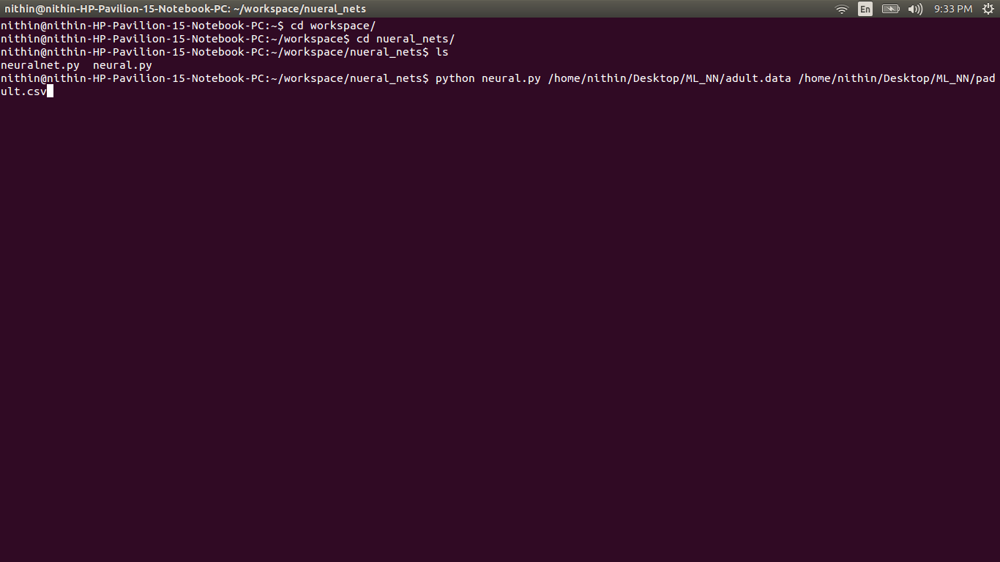 nithin@nithin-HP-Pavilion-15-Notebook-PC: ~/workspace/nueral_nets
En
9:33 PM
nithin@nithin-HP-Pavilion-15-Notebook-PC:~$ cd workspace/
nithin@nithin-HP-Pavilion-15-Notebook-PC:~/workspace$ cd nueral_nets/
nithin@nithin-HP-Pavilion-15-Notebook-PC:~/workspace/nueral_nets$ ls
neuralnet.py  neural.py
nithin@nithin-HP-Pavilion-15-Notebook-PC:~/workspace/nueral_nets$ python neural.py /home/nithin/Desktop/ML_NN/adult.data /home/nithin/Desktop/ML_NN/pad
ult.csv